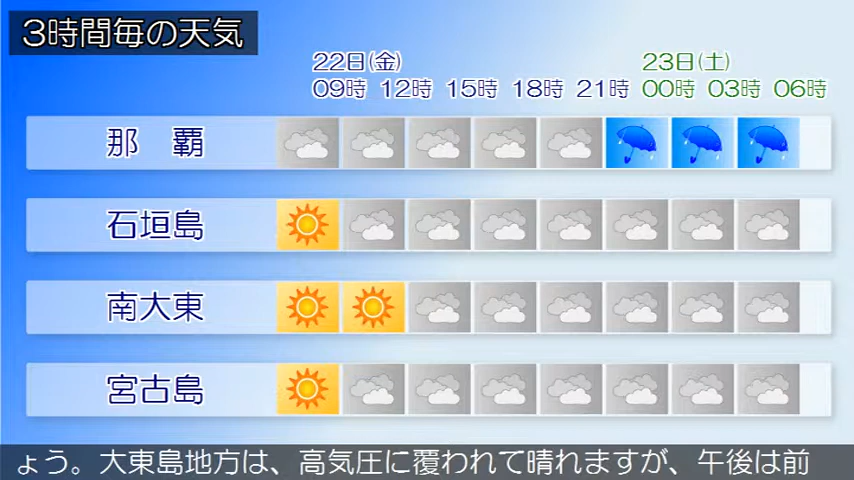 3時間毎の天気
22日(金) 23日(土)
09時 12時 15時 18時 21時 00時 03時 06時
那　覇
石垣島
南大東
宮古島
ょう。大東島地方は、高気圧に覆われて晴れますが、午後は前